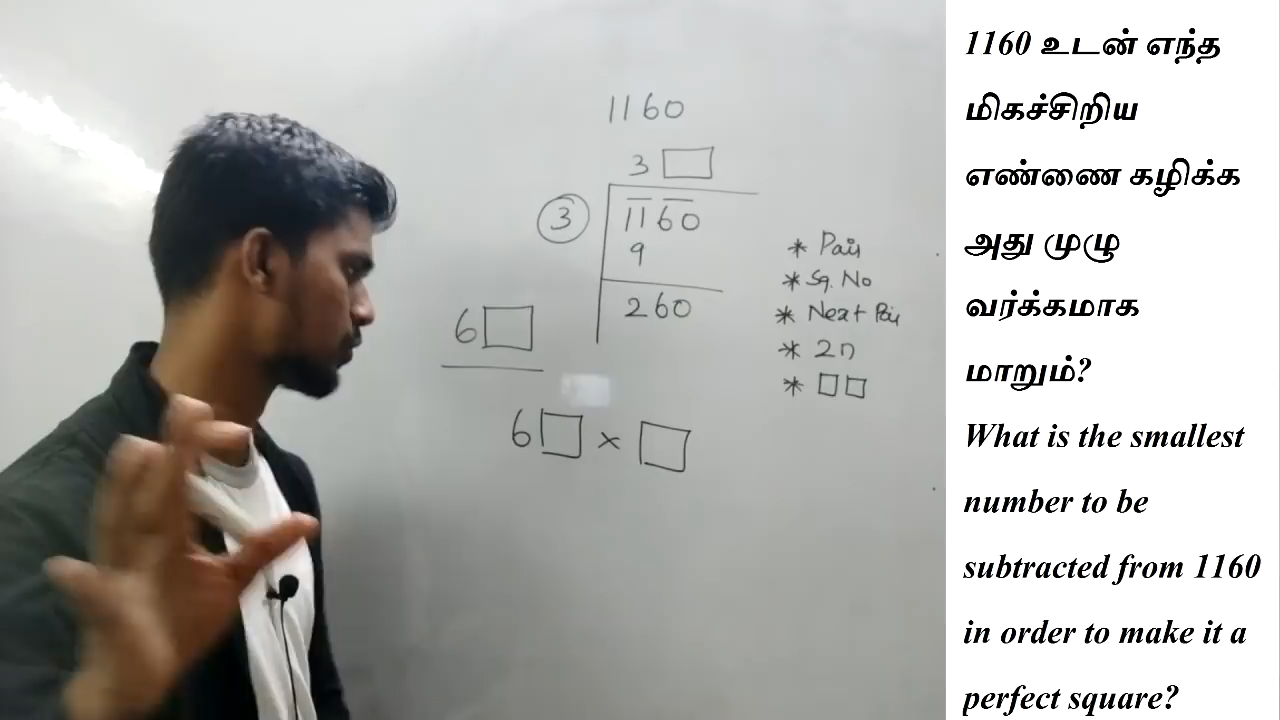 1160
3
3 1160
9
260
6
6 ×
* Pair
* Sq. No
* Next Pair
* 2n
*
1160 உடன் எந்த
மிகச்சிறிய
எண்ணை கழிக்க
அது முழு
வர்க்கமாக
மாறும்?
What is the smallest
number to be
subtracted from 1160
in order to make it a
perfect square?